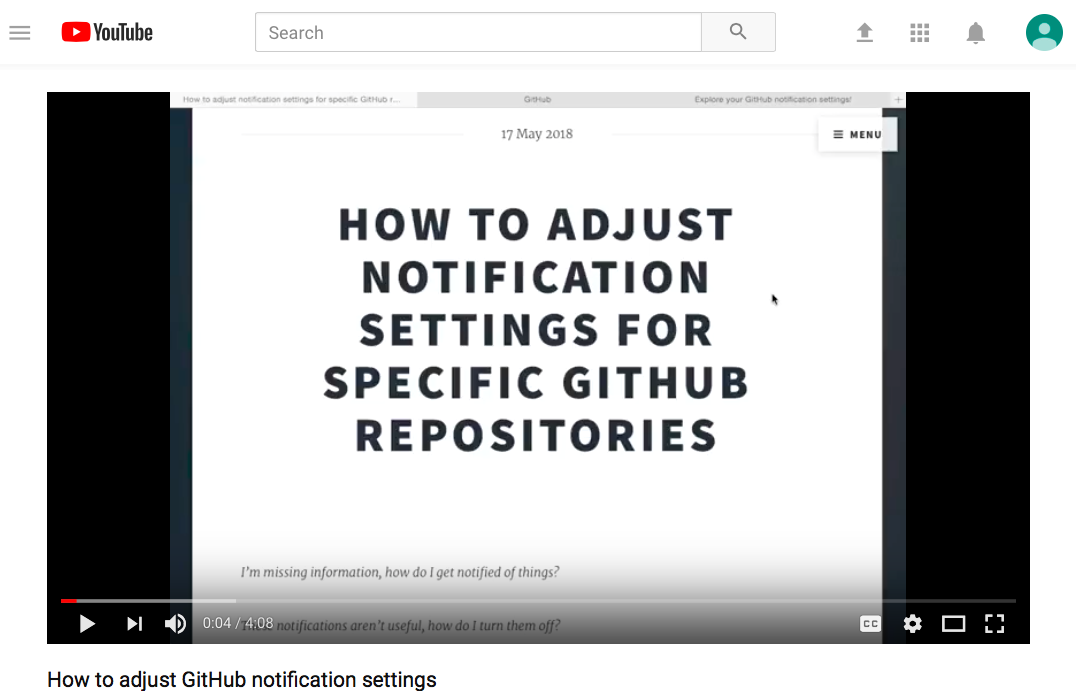 YouTube
Search
How to adjust notification settings for specific GitHub r...
GitHub
Explore your GitHub notification settings!
+
17 May 2018
≡ MENU
HOW TO ADJUST
NOTIFICATION
SETTINGS FOR
SPECIFIC GITHUB
REPOSITORIES
I'm missing information, how do I get notified of things?
0:04 / 4:08
notifications aren't useful, how do I turn them off?
CC
How to adjust GitHub notification settings